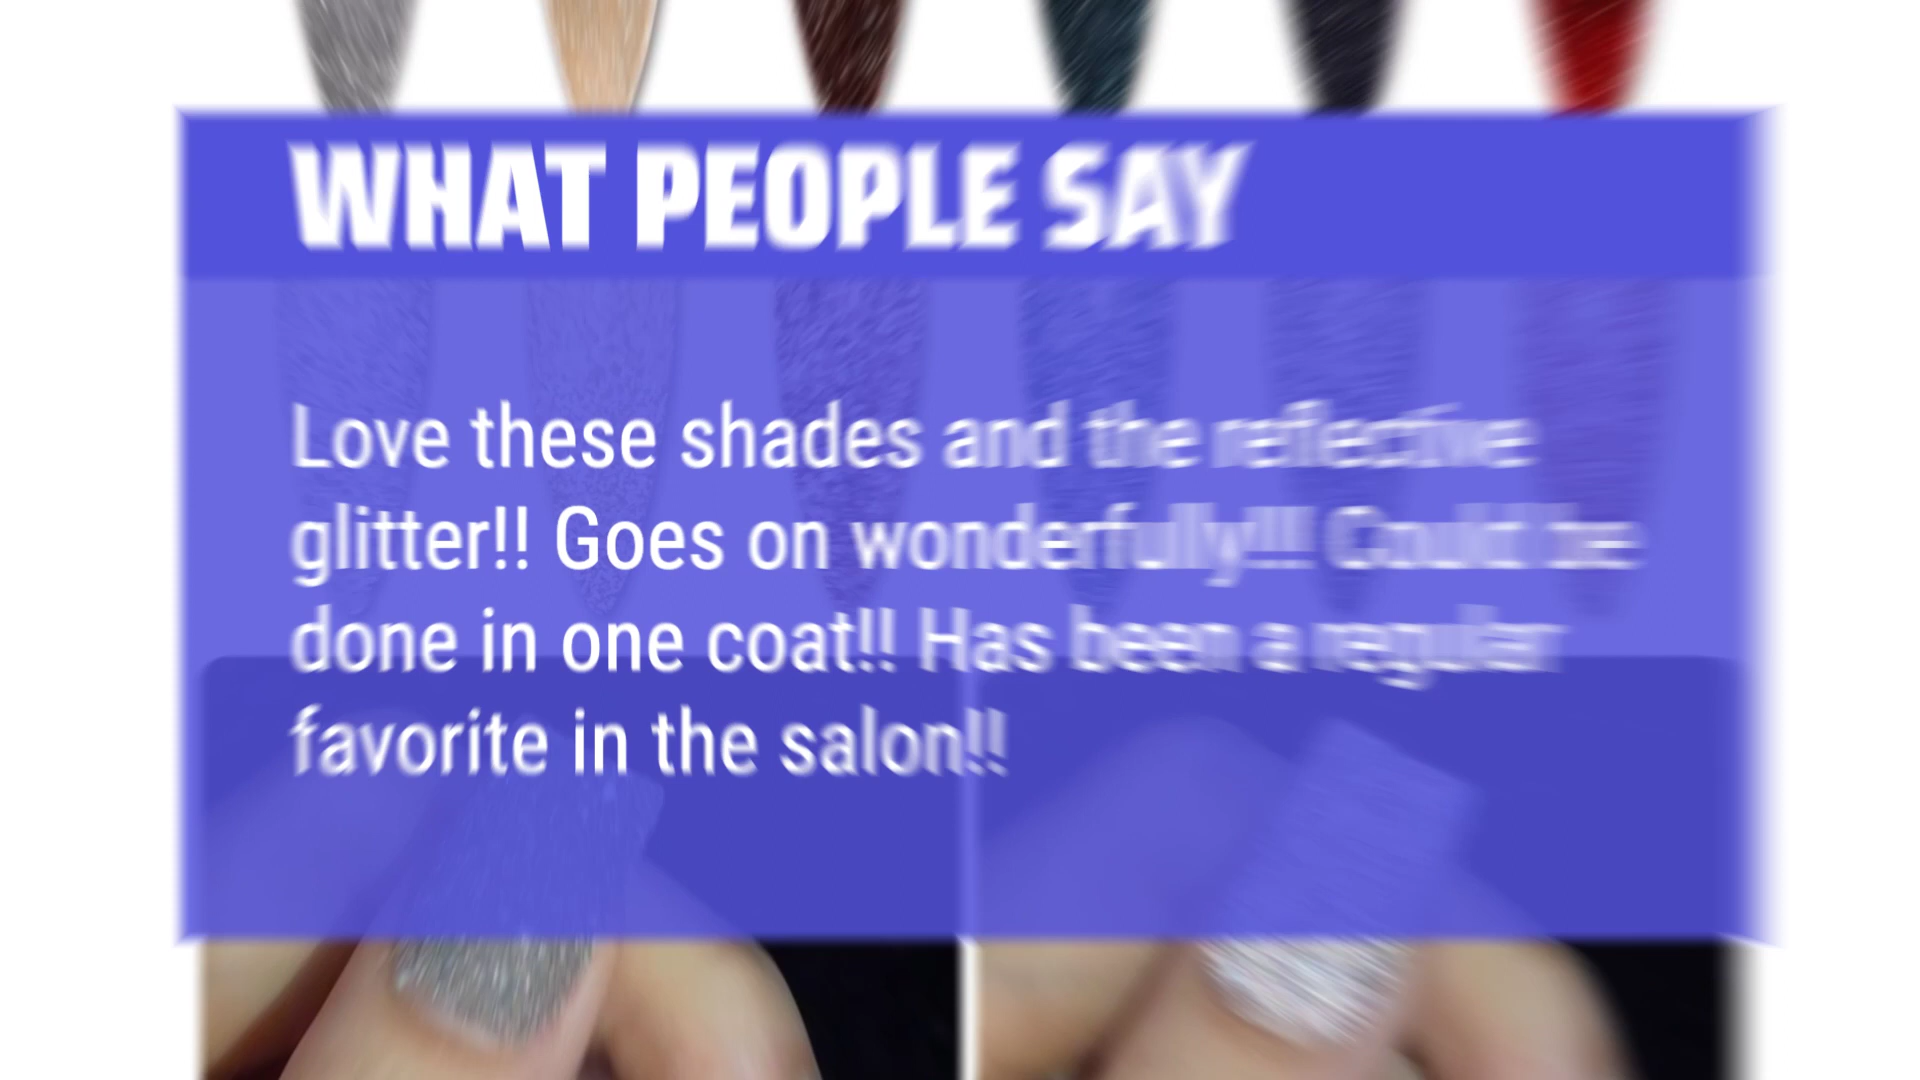 WHAT PEOPLE SAY
Love these shades and the reflective
glitter!! Goes on wonderfully!!! Could be
done in one coat!! Has been a regular
favorite in the salon!!